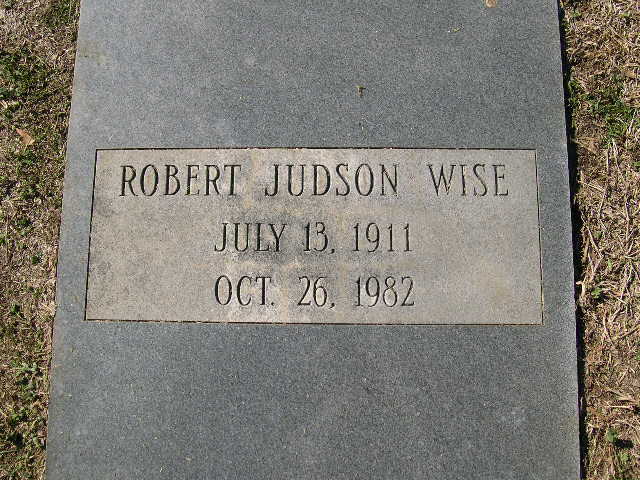 ROBERT JUDSON WISE
JULY 13, 1911
OCT. 26, 1982